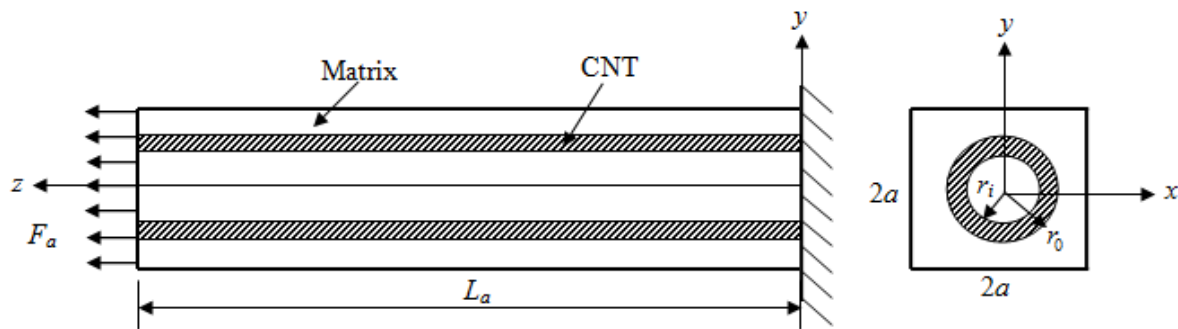 y
Matrix
CNT
z
F_a
L_a
y
x
r_i
r_0
2a
2a